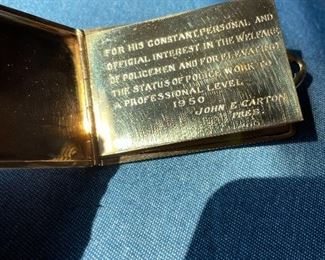 FOR HIS CONSTANT, PERSONAL AND
OFFICIAL INTEREST IN THE WELFARE
OF POLICEMEN AND FOR ELEVATING
THE STATUS OF POLICE WORK TO
A PROFESSIONAL LEVEL.
1950
JOHN E. CARTON
PRES.